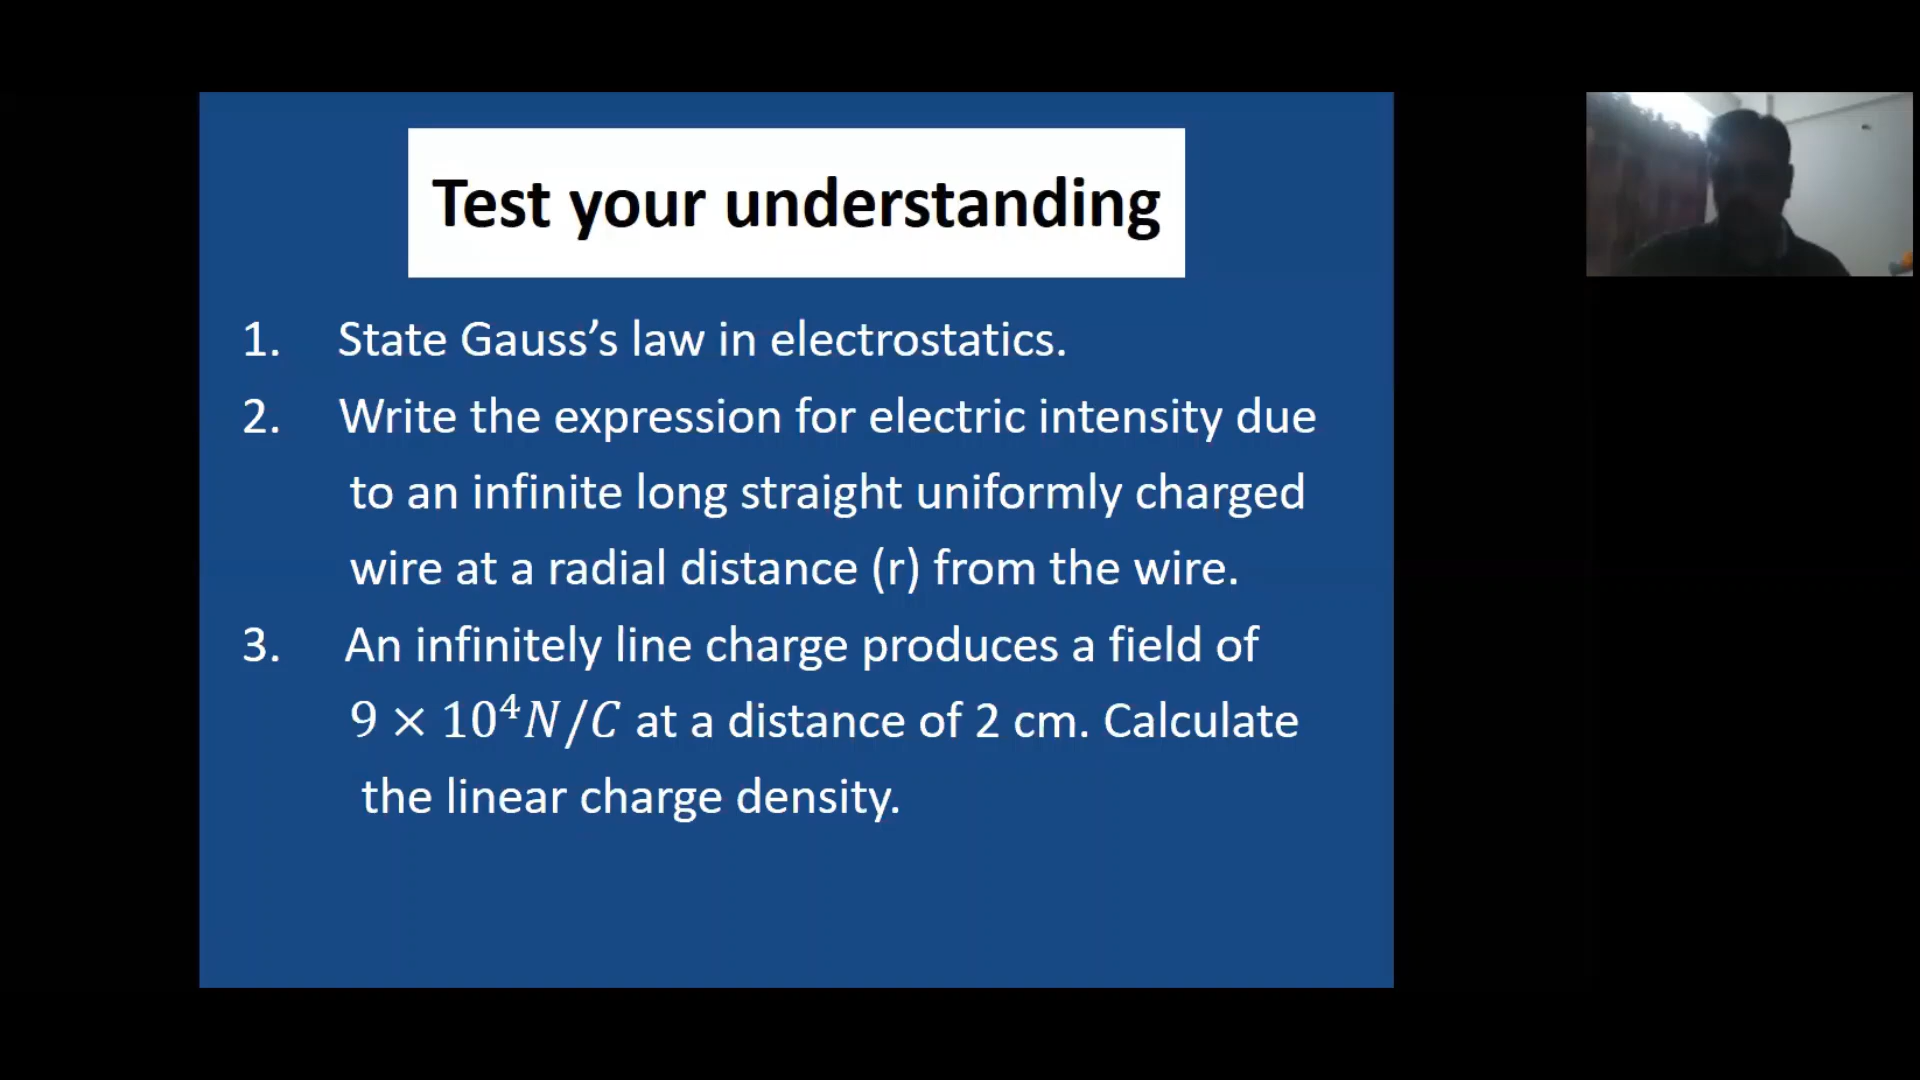 Test your understanding
1. State Gauss’s law in electrostatics.
2. Write the expression for electric intensity due
to an infinite long straight uniformly charged
wire at a radial distance (r) from the wire.
3. An infinitely line charge produces a field of
9 × 10⁴N/C at a distance of 2 cm. Calculate
the linear charge density.